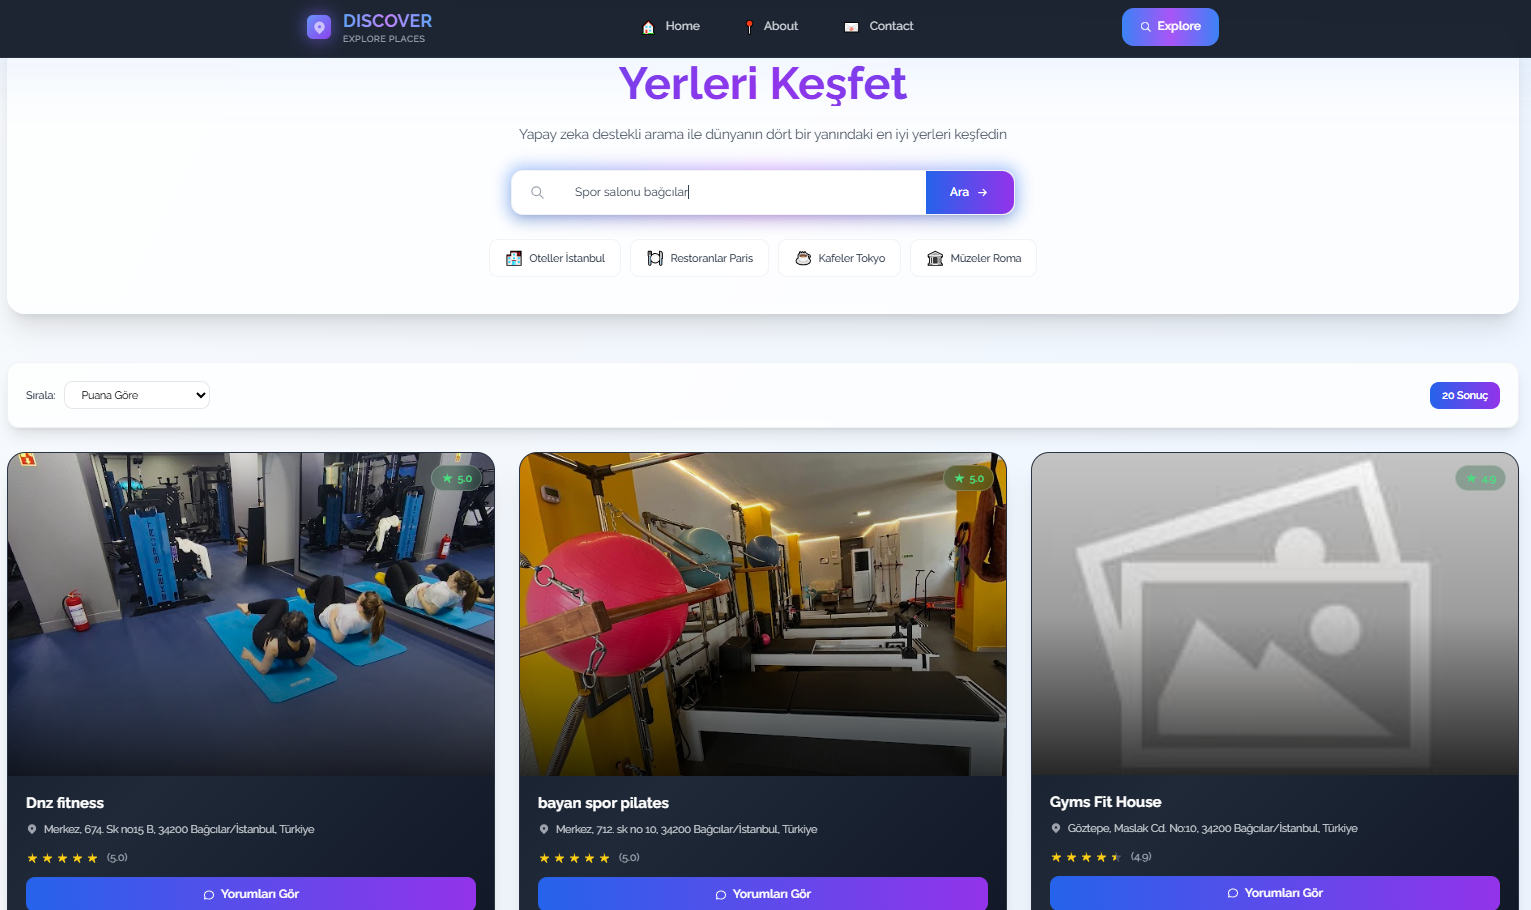 DISCOVER
EXPLORE PLACES
Home
About
Contact
Explore
Yerleri Keşfet
Yapay zeka destekli arama ile dünyanın dört bir yanındaki en iyi yerleri keşfedin
Spor salonu bağcılar
Ara
Oteller İstanbul
Restoranlar Paris
Kafeler Tokyo
Müzeler Roma
Sırala:
Puana Göre
20 Sonuç
5.0
5.0
4.9
Dnz fitness
Merkez, 674. Sk no15 B, 34200 Bağcılar/İstanbul, Türkiye
(5.0)
Yorumları Gör
bayan spor pilates
Merkez, 712. sk no 10, 34200 Bağcılar/İstanbul, Türkiye
(5.0)
Yorumları Gör
Gyms Fit House
Göztepe, Maslak Cd. No:10, 34200 Bağcılar/İstanbul, Türkiye
(4.9)
Yorumları Gör